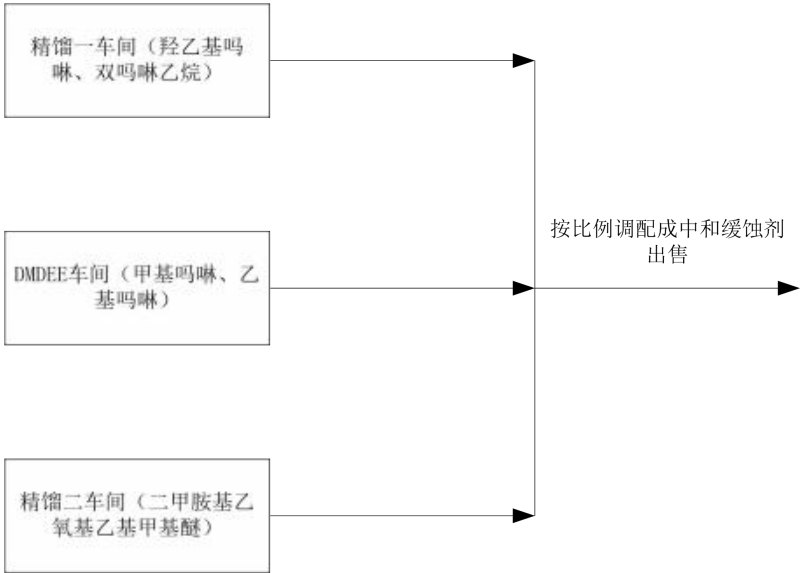 精馏一车间（羟乙基吗
啉、双吗啉乙烷）
按比例调配成中和缓蚀剂
出售
DMDEE车间（甲基吗啉、乙
基吗啉）
精馏二车间（二甲胺基乙
氧基乙基甲基醚）